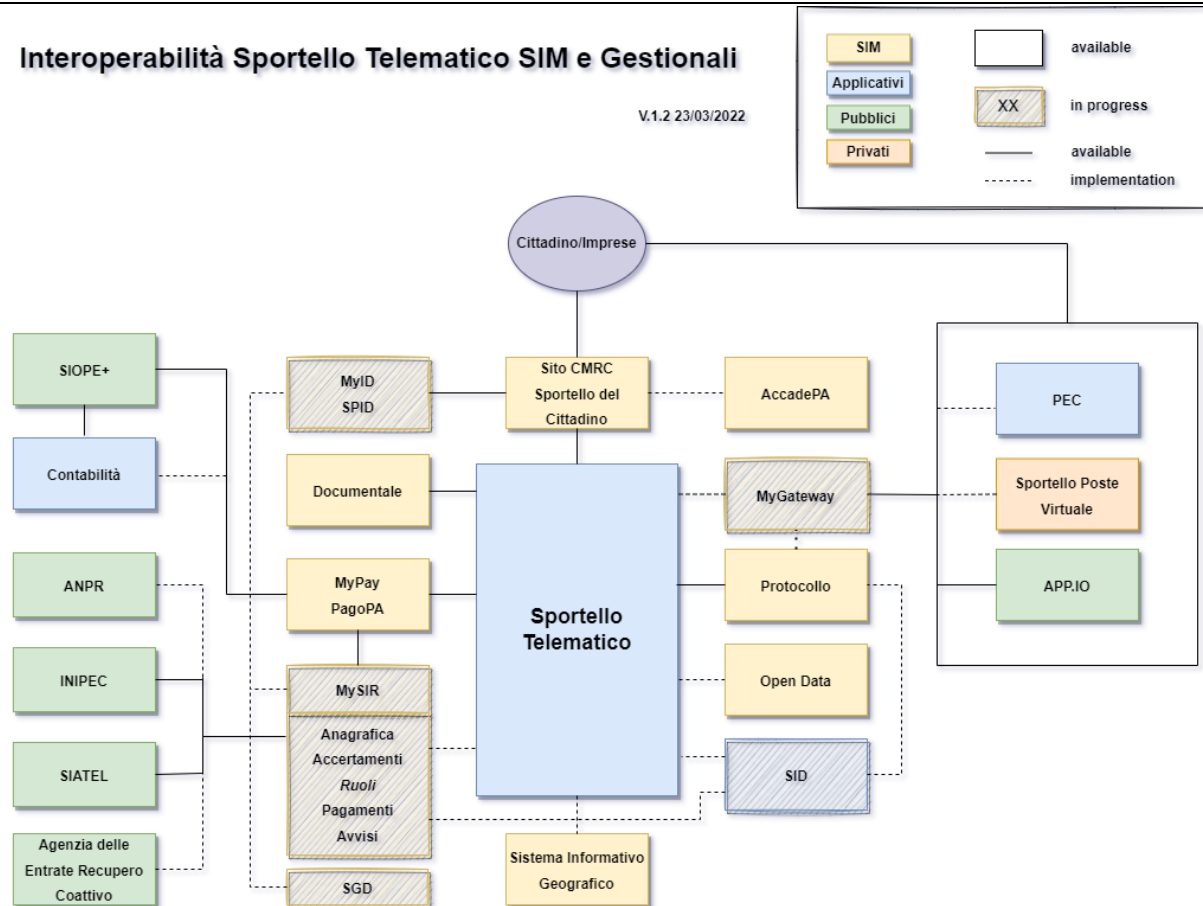 Interoperabilità Sportello Telematico SIM e Gestionali
V.1.2 23/03/2022
SIM
available
Applicativi
XX
in progress
Pubblici
Privati
available
implementation
Cittadino/Imprese
SIOPE+
MyID
SPID
Sito CMRC
Sportello del
Cittadino
AccadePA
PEC
Contabilità
Documentale
MyGateway
Sportello Poste
Virtuale
ANPR
MyPay
PagoPA
Sportello
Telematico
Protocollo
APP.IO
INIPEC
MySIR
Open Data
Anagrafica
Accertamenti
Ruoli
Pagamenti
Avvisi
SIATEL
SID
Agenzia delle
Entrate Recupero
Coattivo
SGD
Sistema Informativo
Geografico